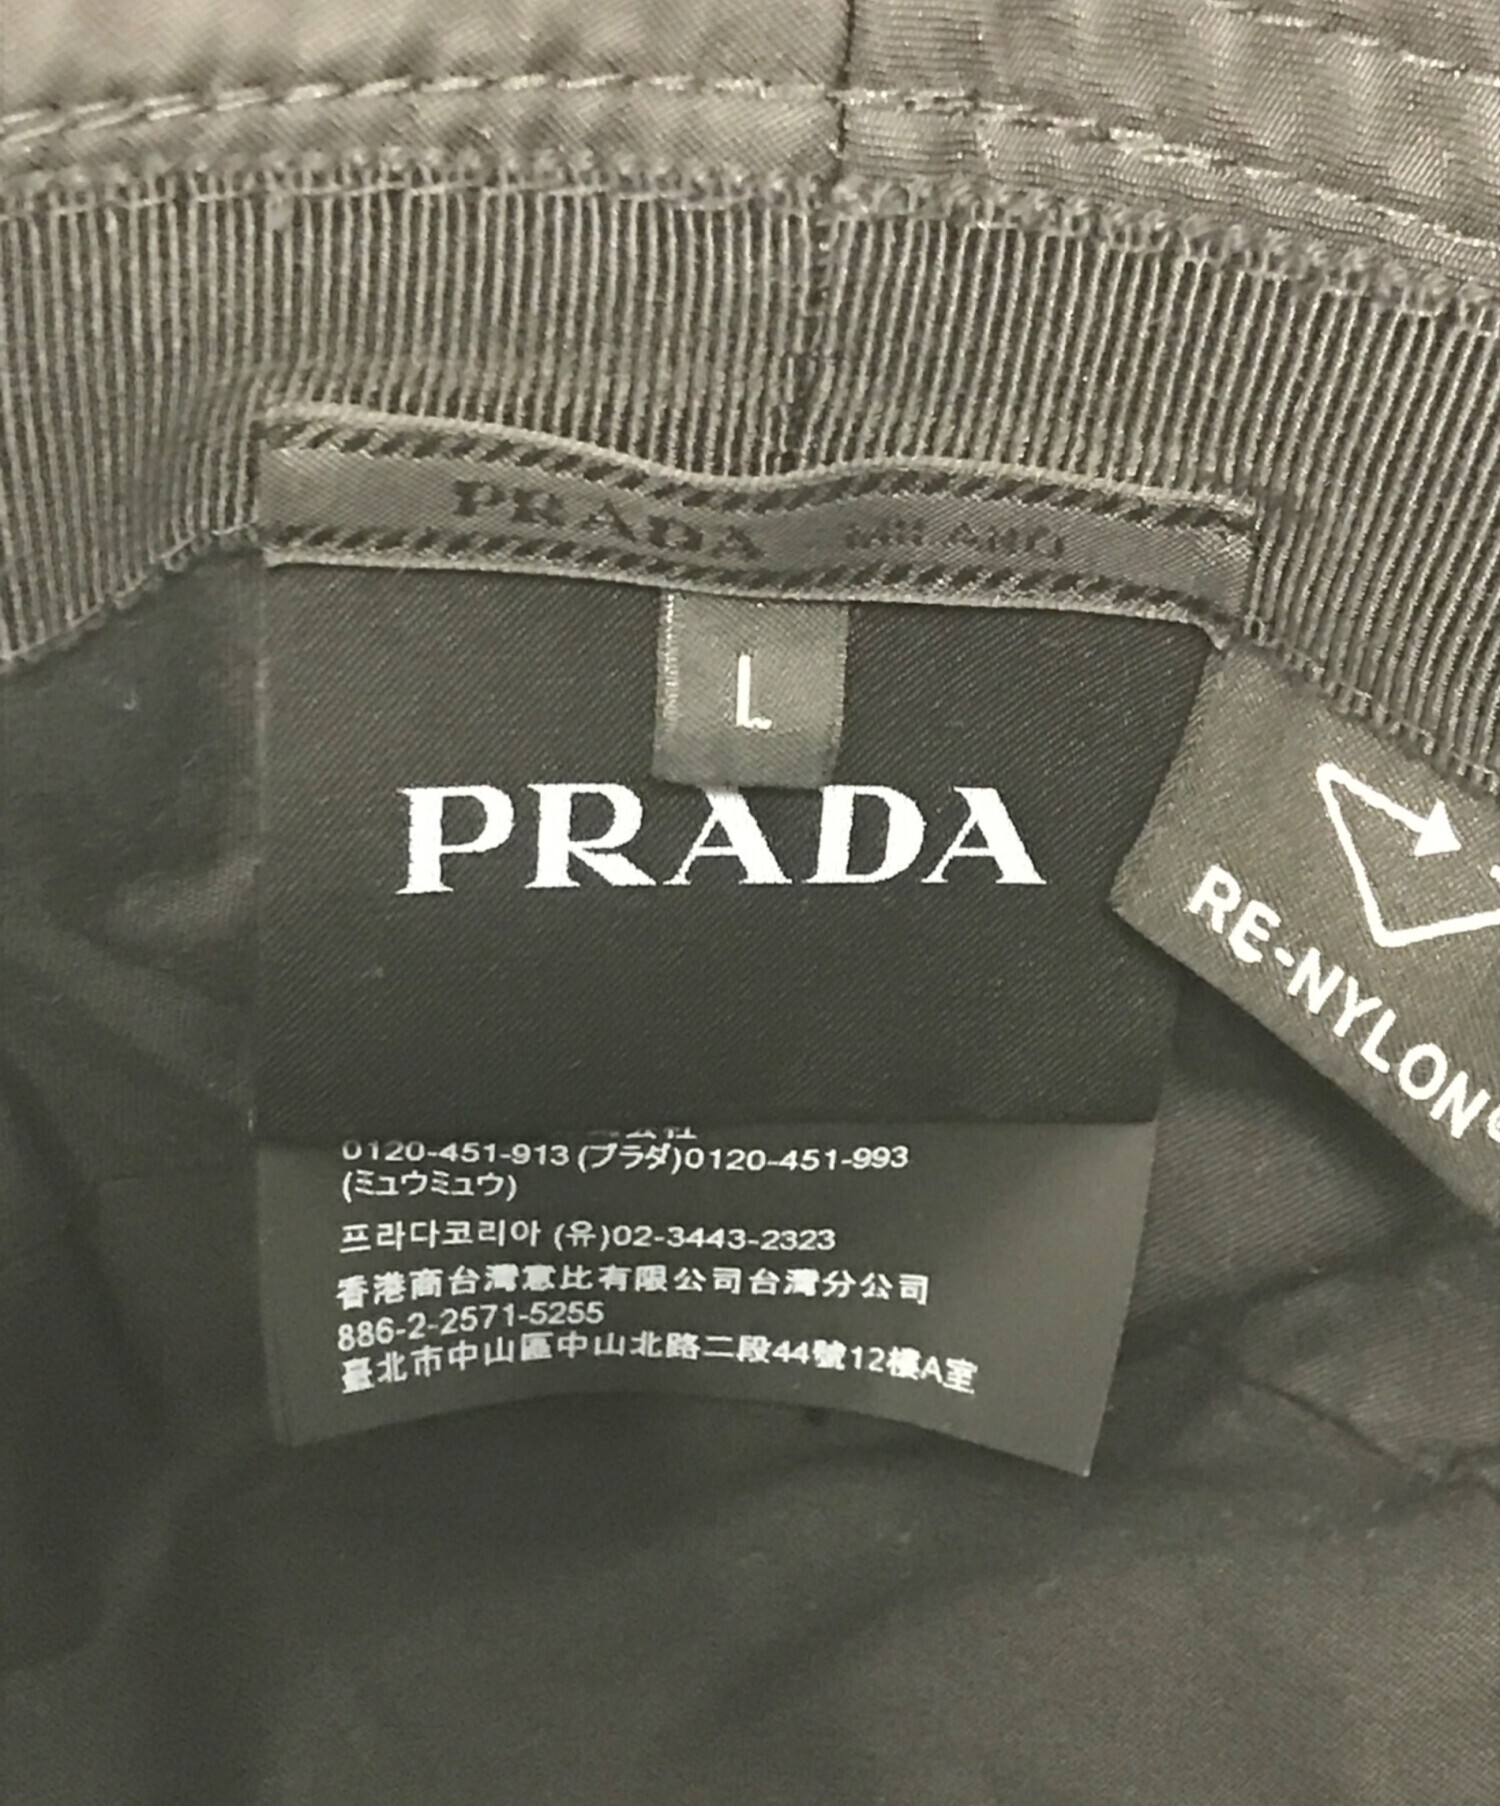 PRADA MILANO
L
PRADA
RE-NYLON
0120-451-913 (プラダ)0120-451-993
(ミュウミュウ)
프라다코리아 (유)02-3443-2323
香港商台灣惠比有限公司台灣分公司
886-2-2571-5255
臺北市中山區中山北路二段44號12樓A室